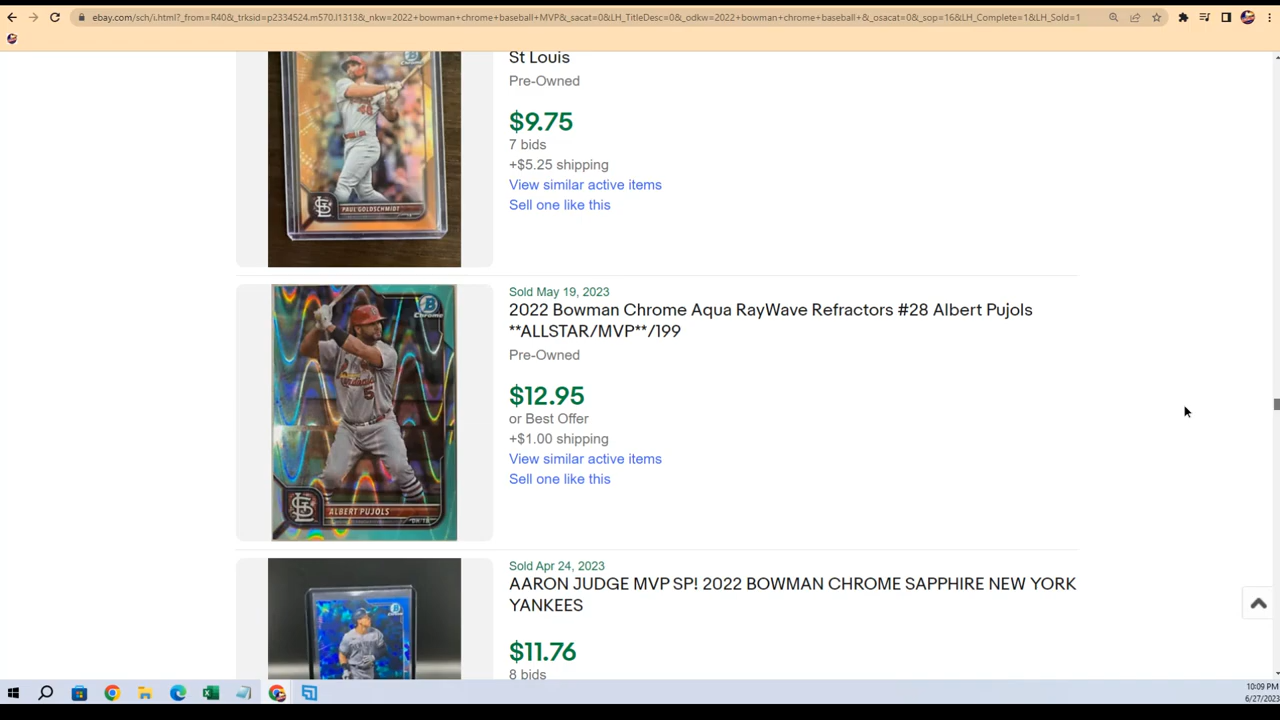 ebay.com/sch/i.html?_from=R40&_trksid=p2334524.m570.l1313&_nkw=2022+bowman+chrome+baseball+MVP&_sacat=0&LH_TitleDesc=0&_odkw=2022+bowman+chrome+baseball+&_osacat=0&_sop=16&LH_Complete=1&LH_Sold=1
St Louis
Pre-Owned
$9.75
7 bids
+$5.25 shipping
View similar active items
Sell one like this
PAUL GOLDSCHMIDT
Sold May 19, 2023
2022 Bowman Chrome Aqua RayWave Refractors #28 Albert Pujols
**ALLSTAR/MVP**/199
Pre-Owned
$12.95
or Best Offer
+$1.00 shipping
View similar active items
Sell one like this
Chrome
Cardinals
5
ALBERT PUJOLS
Sold Apr 24, 2023
AARON JUDGE MVP SP! 2022 BOWMAN CHROME SAPPHIRE NEW YORK
YANKEES
$11.76
8 bids
10:09 PM
6/27/2023